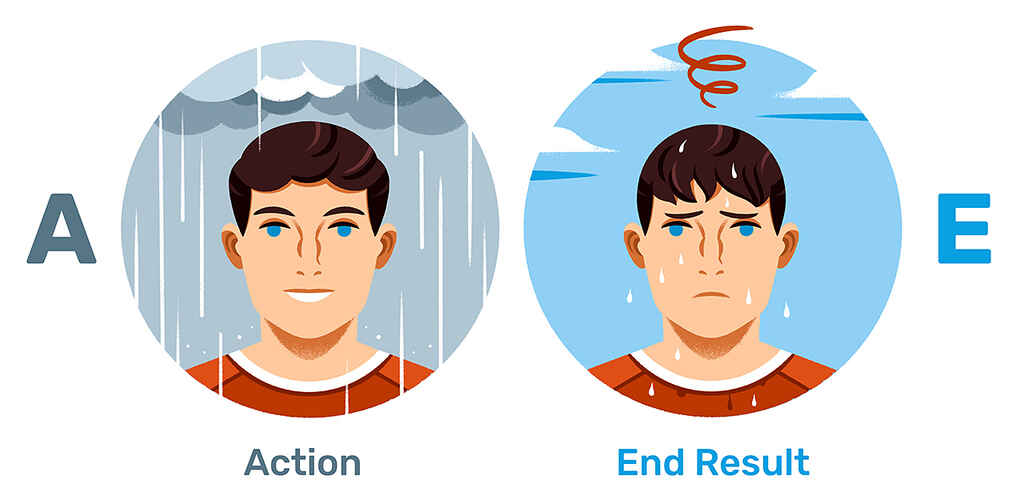 A
E
Action
End Result